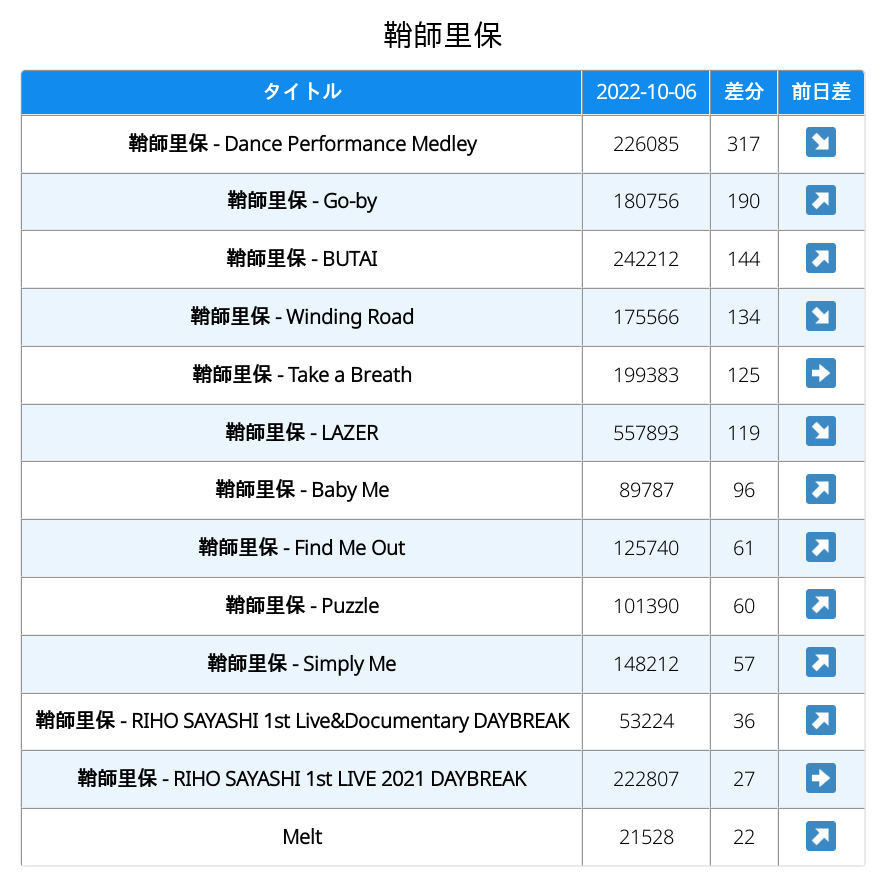 鞘師里保
タイトル 2022-10-06 差分 前日差
鞘師里保 - Dance Performance Medley 226085 317 ↘
鞘師里保 - Go-by 180756 190 ↗
鞘師里保 - BUTAI 242212 144 ↗
鞘師里保 - Winding Road 175566 134 ↘
鞘師里保 - Take a Breath 199383 125 ➡
鞘師里保 - LAZER 557893 119 ↘
鞘師里保 - Baby Me 89787 96 ↗
鞘師里保 - Find Me Out 125740 61 ↗
鞘師里保 - Puzzle 101390 60 ↗
鞘師里保 - Simply Me 148212 57 ↗
鞘師里保 - RIHO SAYASHI 1st Live&Documentary DAYBREAK 53224 36 ↗
鞘師里保 - RIHO SAYASHI 1st LIVE 2021 DAYBREAK 222807 27 ➡
Melt 21528 22 ↗